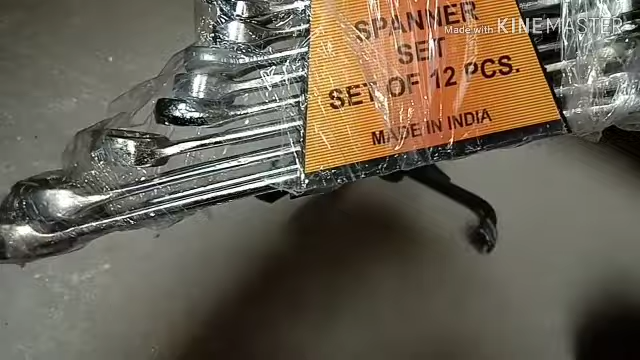 SPANNER
SET
SET OF 12 PCS.
MADE IN INDIA
Made with KINEMASTER